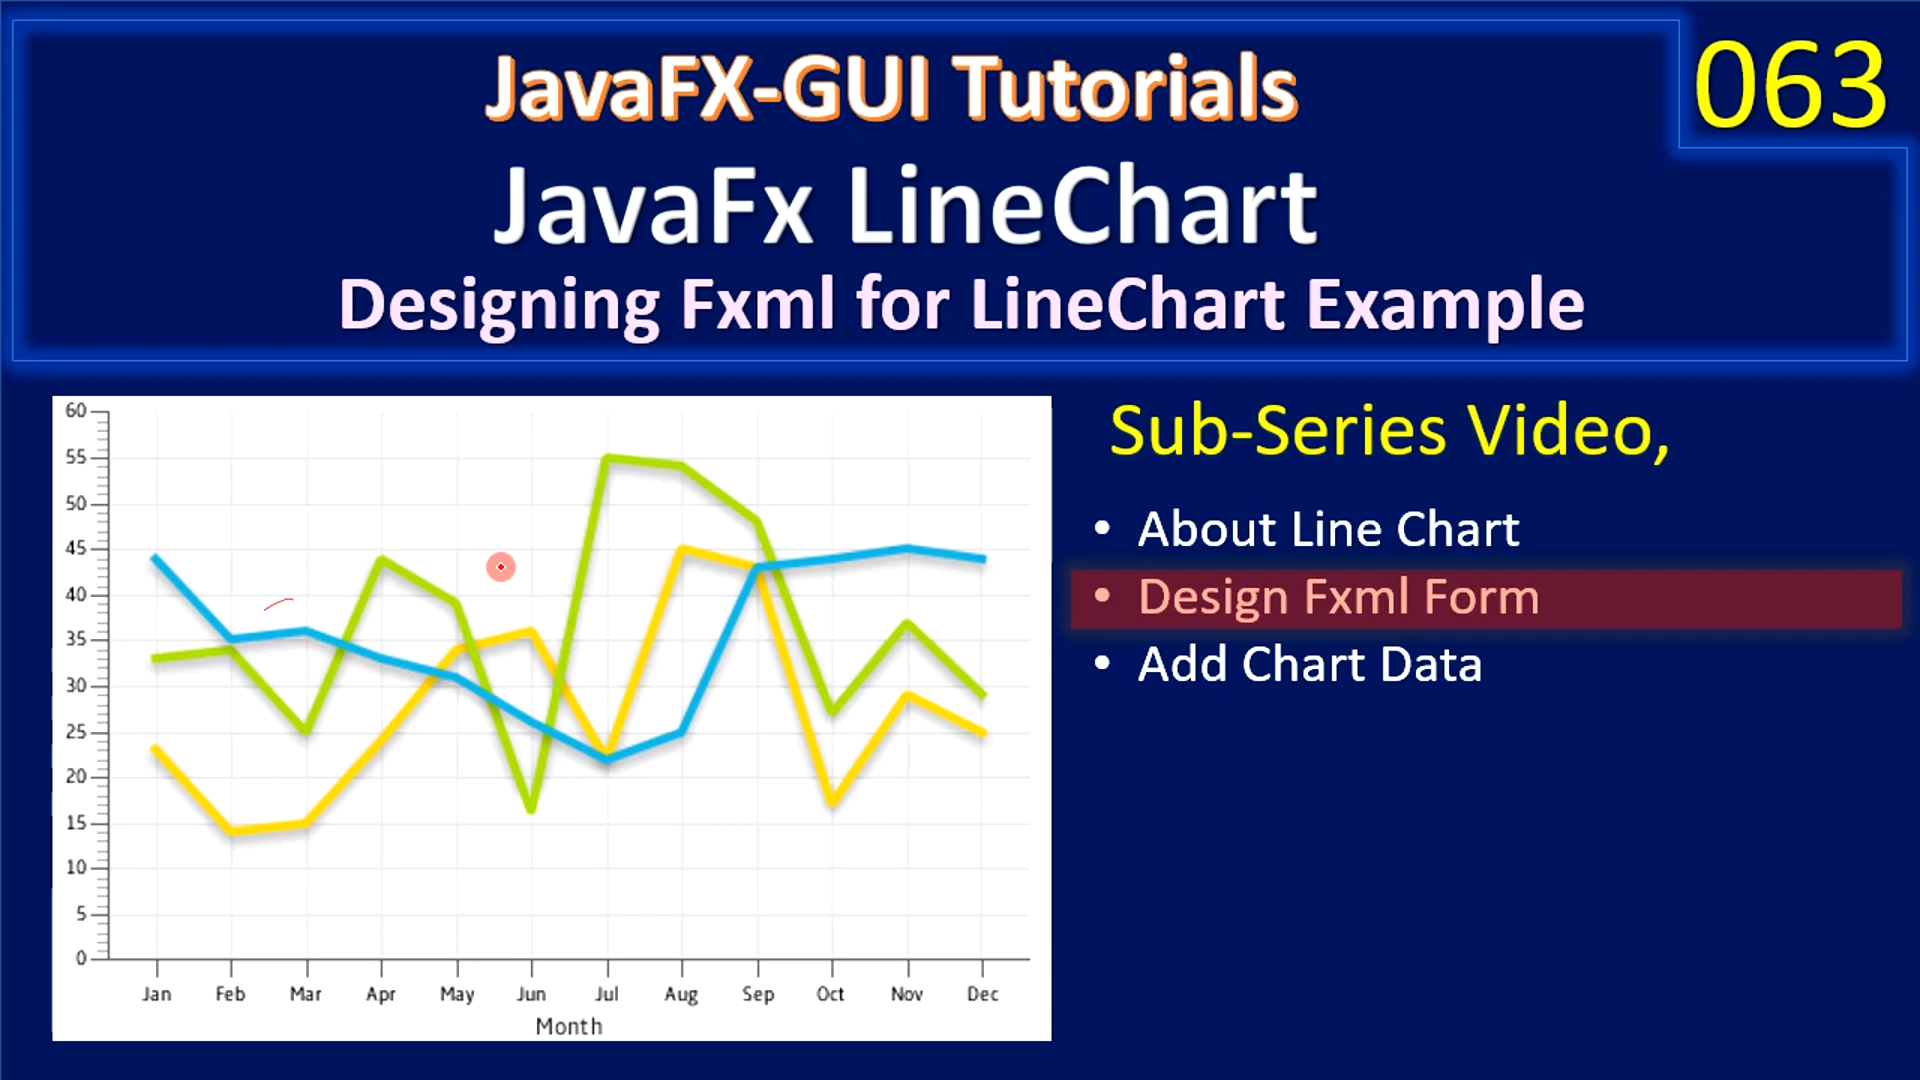 JavaFX-GUI Tutorials
063
JavaFx LineChart
Designing Fxml for LineChart Example
Sub-Series Video,
• About Line Chart
• Design Fxml Form
• Add Chart Data
60
55
50
45
40
35
30
25
20
15
10
5
0
Jan Feb Mar Apr May Jun Jul Aug Sep Oct Nov Dec
Month